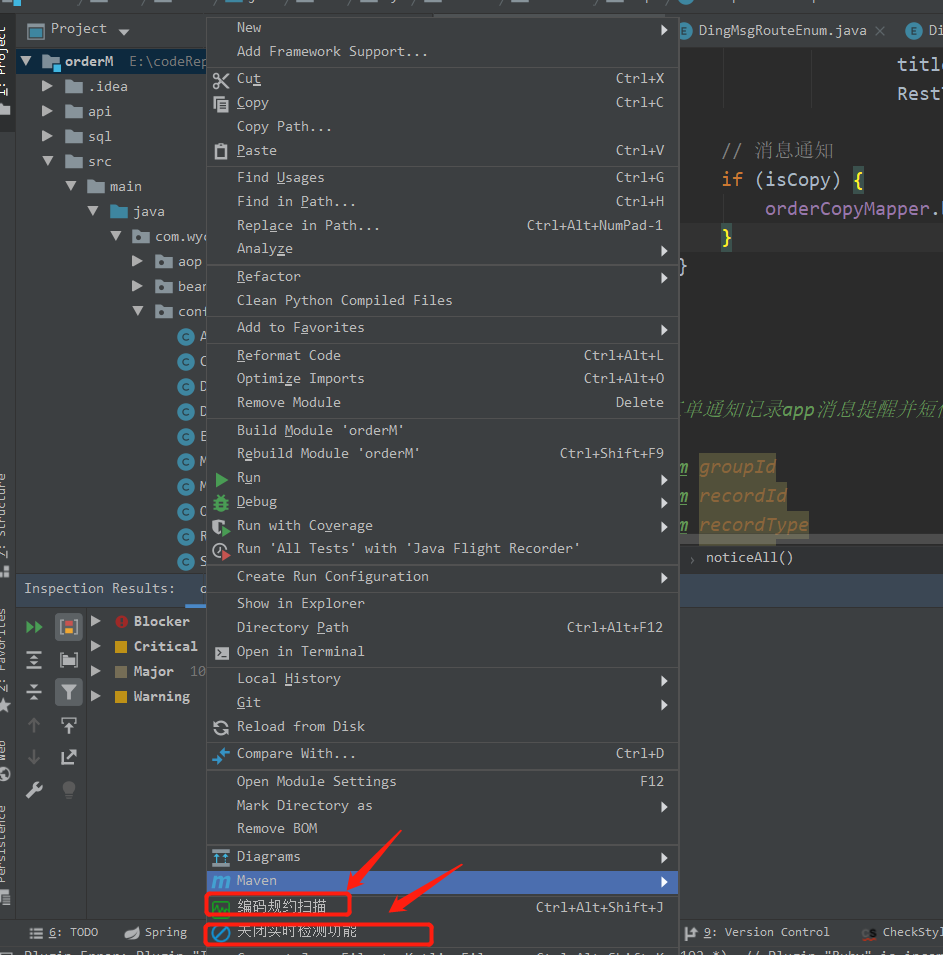 Project
DingMsgRouteEnum.java
orderM E:\codeRep
.idea
api
sql
src
main
java
com.wy
aop
bear
conf
New
Add Framework Support...
Cut Ctrl+X
Copy Ctrl+C
Copy Path...
Paste Ctrl+V
Find Usages Ctrl+G
Find in Path... Ctrl+H
Replace in Path... Ctrl+Alt+NumPad-1
Analyze
Refactor
Clean Python Compiled Files
Add to Favorites
Reformat Code Ctrl+Alt+L
Optimize Imports Ctrl+Alt+O
Remove Module Delete
Build Module 'orderM'
Rebuild Module 'orderM' Ctrl+Shift+F9
Run
Debug
Run with Coverage
Run 'All Tests' with 'Java Flight Recorder'
Create Run Configuration
Show in Explorer
Directory Path Ctrl+Alt+F12
Open in Terminal
Local History
Git
Reload from Disk
Compare With... Ctrl+D
Open Module Settings F12
Mark Directory as
Remove BOM
Diagrams
Maven
编码规约扫描 Ctrl+Alt+Shift+J
关闭实时检测功能
title
Rest
// 消息通知
if (isCopy) {
orderCopyMapper.
}
}
单通知记录app消息提醒并短信
m groupId
m recordId
m recordType
noticeAll()
Inspection Results:
Blocker
Critical
Major 10
Warning
1: Project
Z: Structure
2: Favorites
Web
Persistence
6: TODO
Spring
9: Version Control
CheckSty